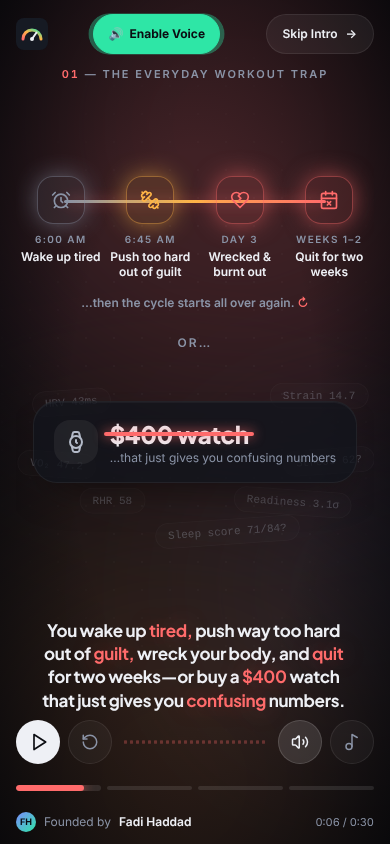 Enable Voice
Skip Intro →
01 — THE EVERYDAY WORKOUT TRAP
6:00 AM
Wake up tired
6:45 AM
Push too hard
out of guilt
DAY 3
Wrecked &
burnt out
WEEKS 1–2
Quit for two
weeks
...then the cycle starts all over again. ↻
OR...
Strain 14.7
$400 watch
...that just gives you confusing numbers
RHR 58
Readiness 3.1σ
Sleep score 71/84?
You wake up tired, push way too hard
out of guilt, wreck your body, and quit
for two weeks—or buy a $400 watch
that just gives you confusing numbers.
FH Founded by Fadi Haddad
0:06 / 0:30